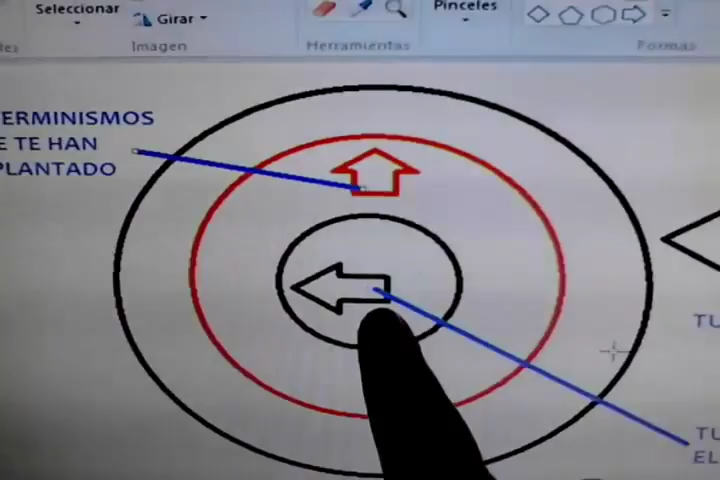 Seleccionar
Girar
Pinceles
Imagen
Herramientas
Formas
ERMINISMOS
E TE HAN
PLANTADO
TU
TU
EL